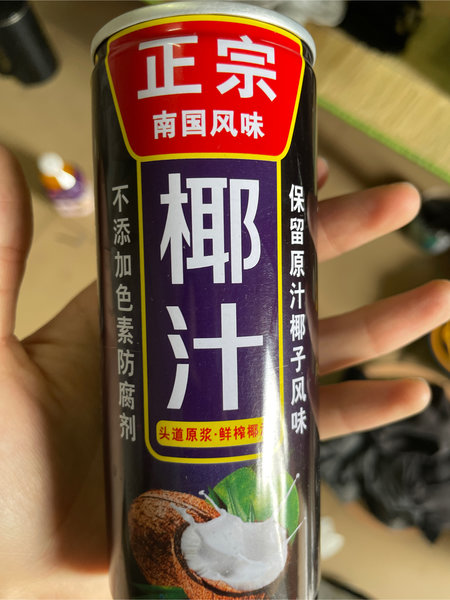 正宗
南国风味
椰汁
不添加色素防腐剂
保留原汁椰子风味
头道原浆·鲜榨椰